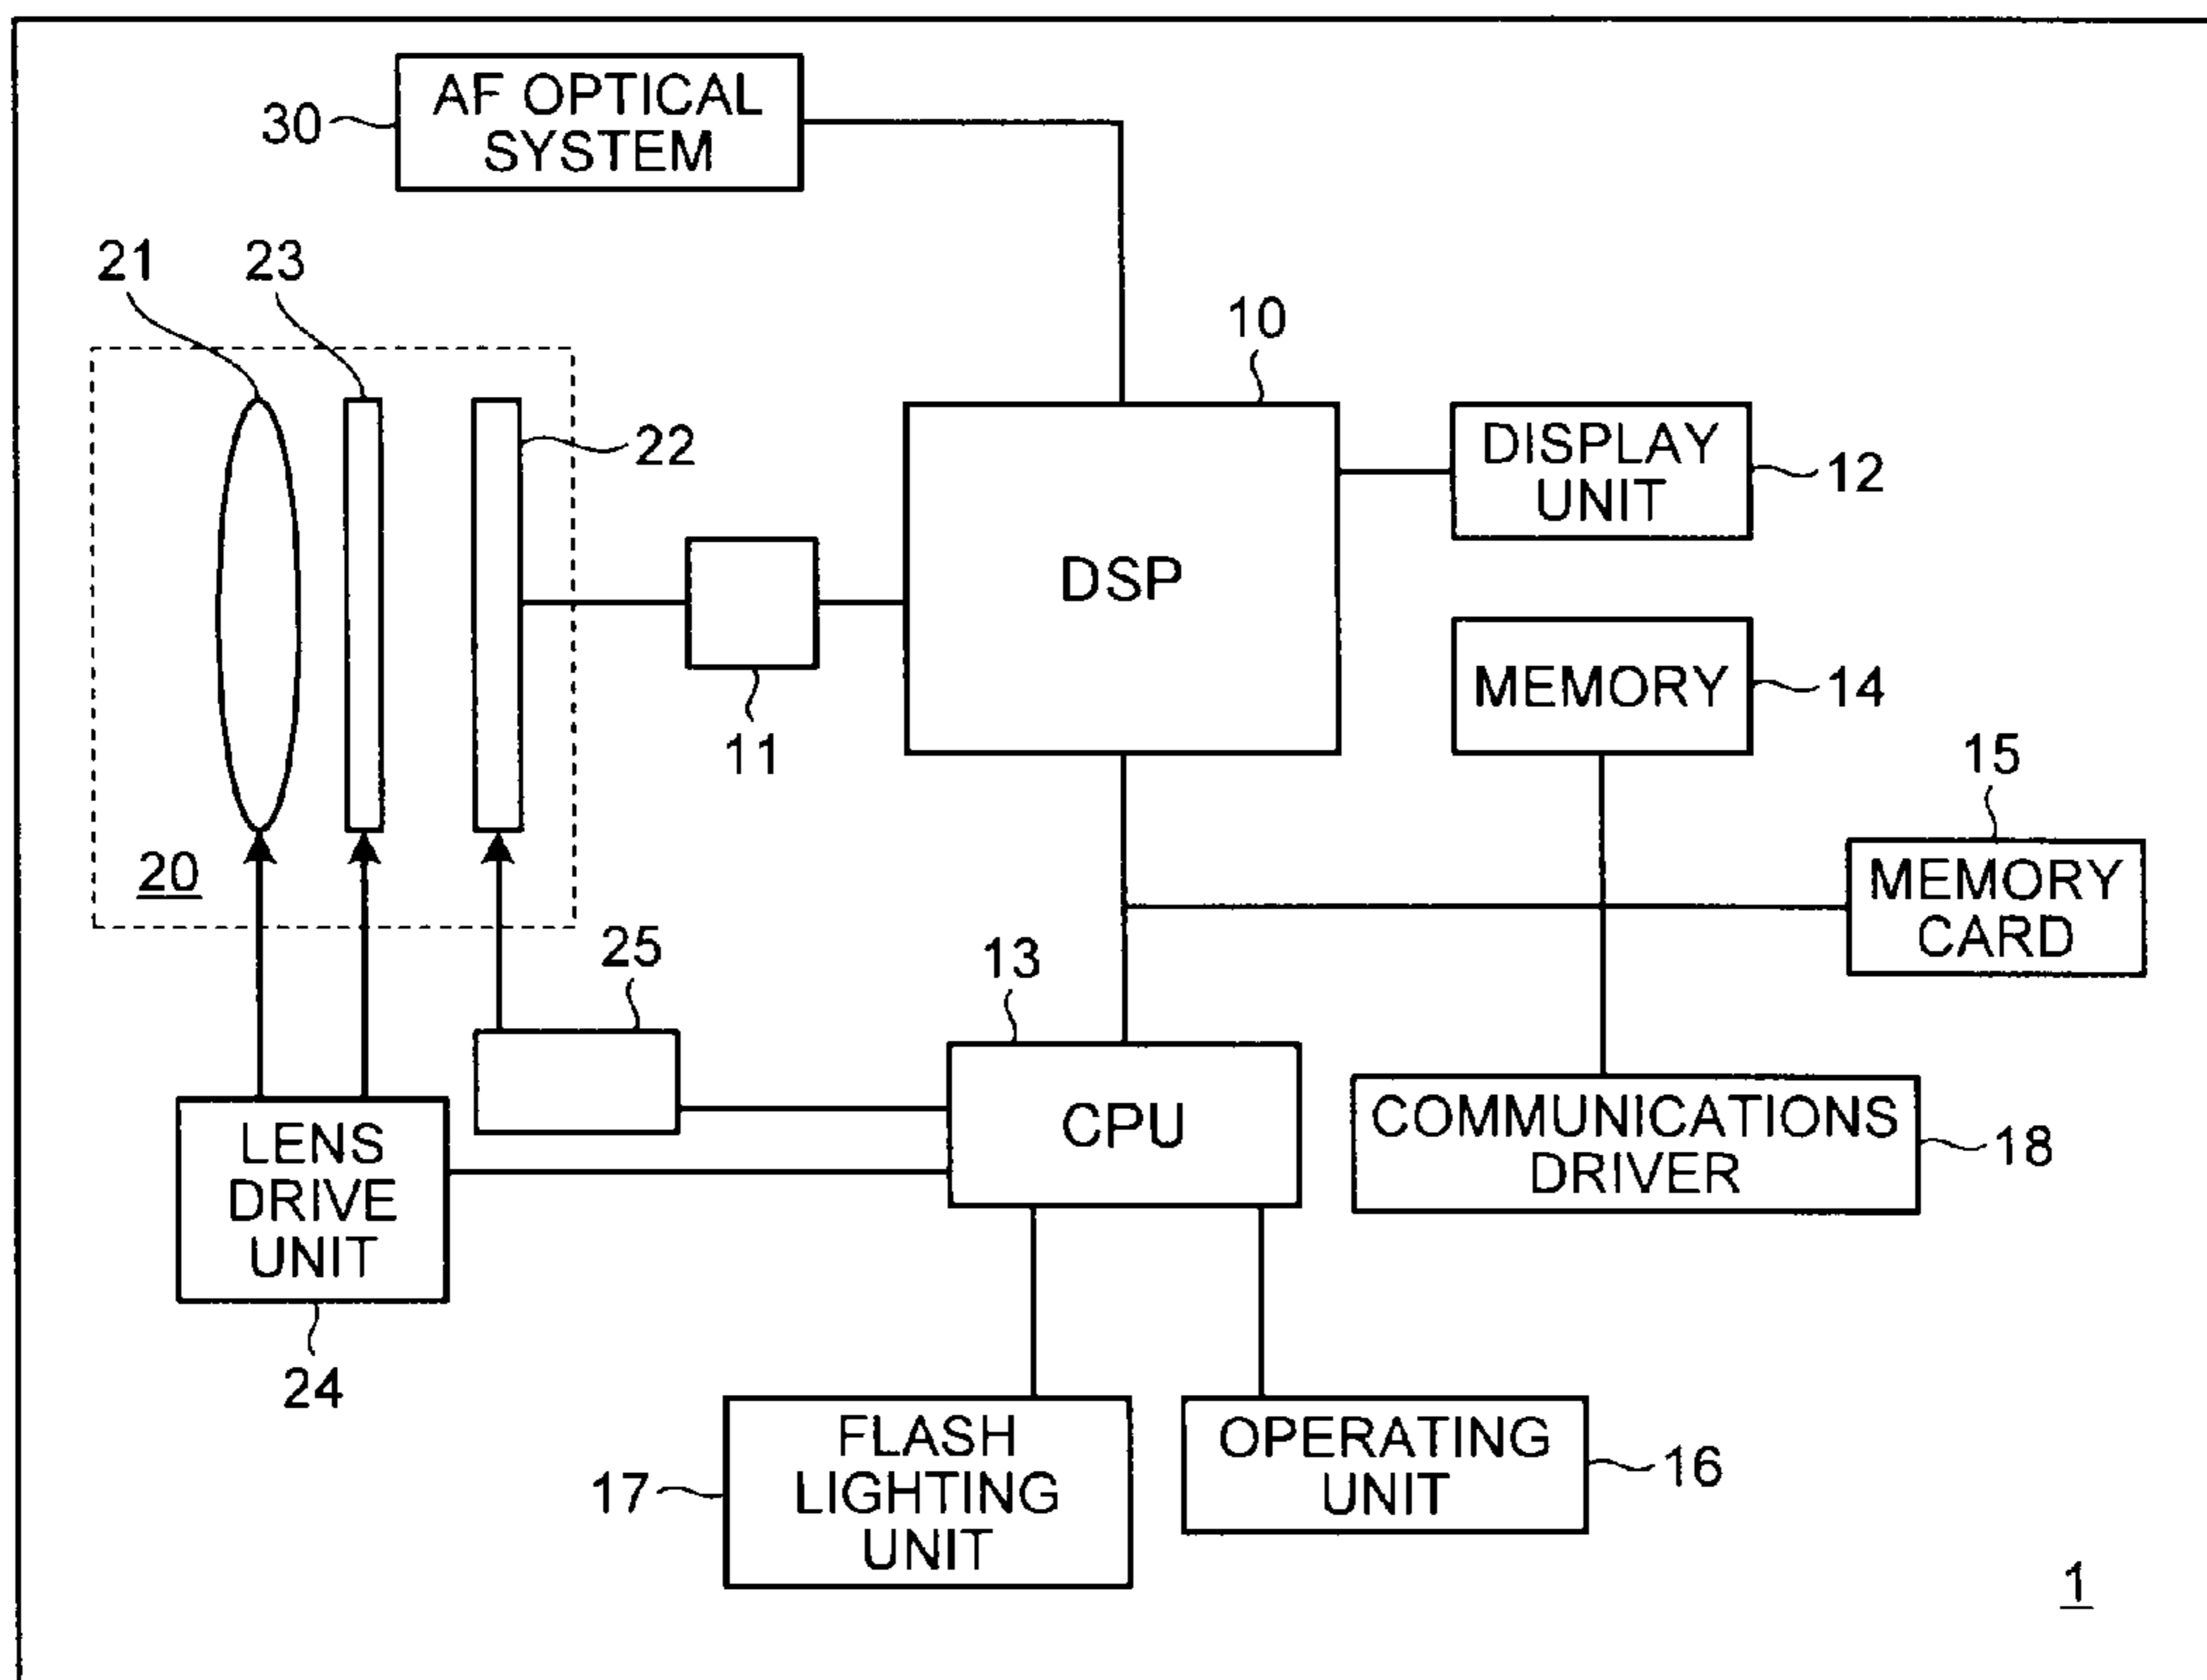 AF OPTICAL
SYSTEM
30
21
23
10
22
DISPLAY
UNIT
12
DSP
11
MEMORY
14
15
MEMORY
CARD
20
25
13
LENS
DRIVE
UNIT
24
CPU
COMMUNICATIONS
DRIVER
18
FLASH
LIGHTING
UNIT
17
OPERATING
UNIT
16
1